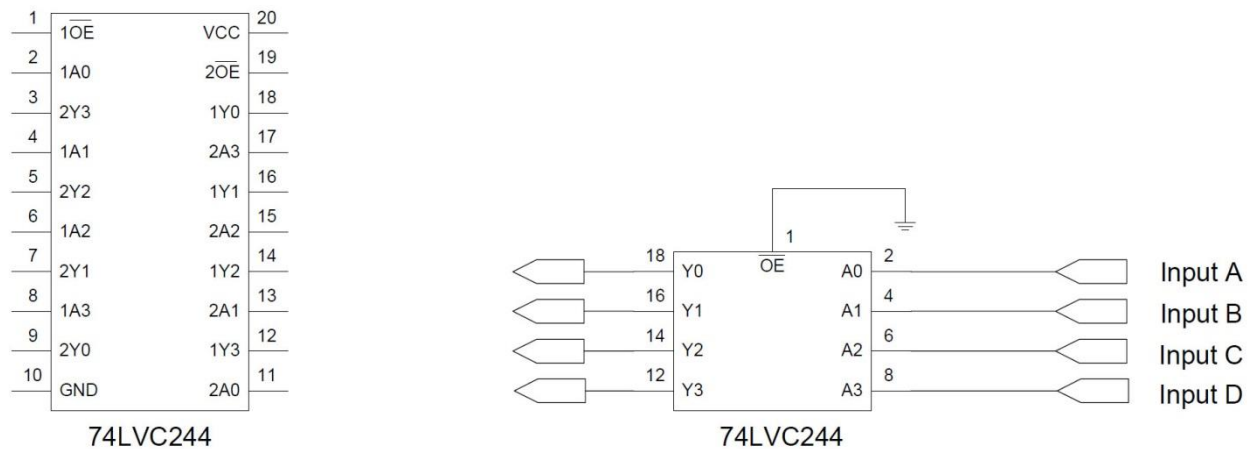 1 1OE VCC 20
2 1A0 2OE 19
3 2Y3 1Y0 18
4 1A1 2A3 17
5 2Y2 1Y1 16
6 1A2 2A2 15
7 2Y1 1Y2 14
8 1A3 2A1 13
9 2Y0 1Y3 12
10 GND 2A0 11
74LVC244
1
OE
18 Y0 A0 2 Input A
16 Y1 A1 4 Input B
14 Y2 A2 6 Input C
12 Y3 A3 8 Input D
74LVC244